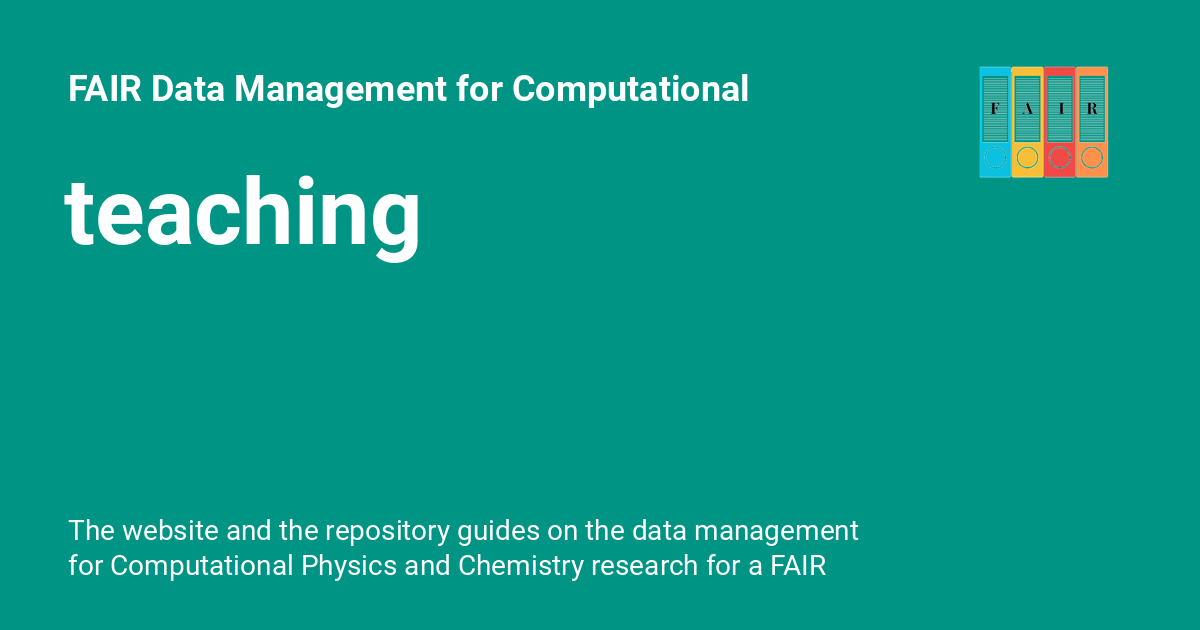 FAIR Data Management for Computational
F A I R
teaching
The website and the repository guides on the data management
for Computational Physics and Chemistry research for a FAIR